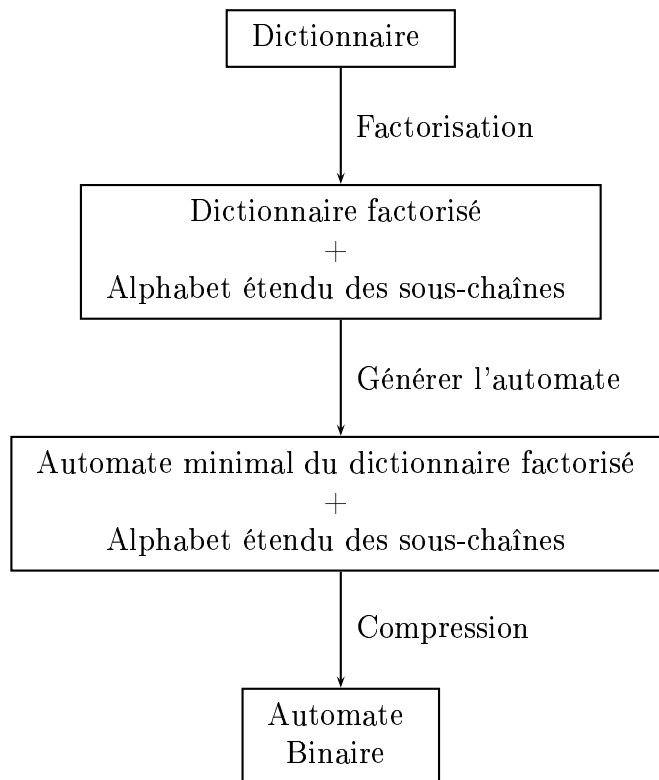 Dictionnaire
Factorisation
Dictionnaire factorisé
+
Alphabet étendu des sous-chaînes
Générer l'automate
Automate minimal du dictionnaire factorisé
+
Alphabet étendu des sous-chaînes
Compression
Automate
Binaire